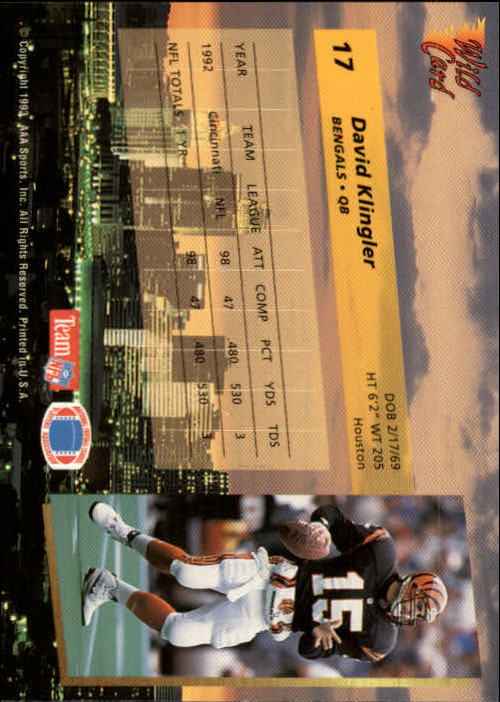 Wild
Card
17
David Klingler
BENGALS • QB
DOB 2/17/69
HT 6'2" WT 205
Houston
YEAR TEAM LEAGUE ATT COMP PCT YDS TDS
1992 Cincinnati NFL 98 47 .480 530 3
NFL TOTALS 1 YR 98 47 .480 530 3
Team NFL
15
© Copyright 1993 AAA Sports, Inc. All Rights Reserved. Printed in U.S.A.